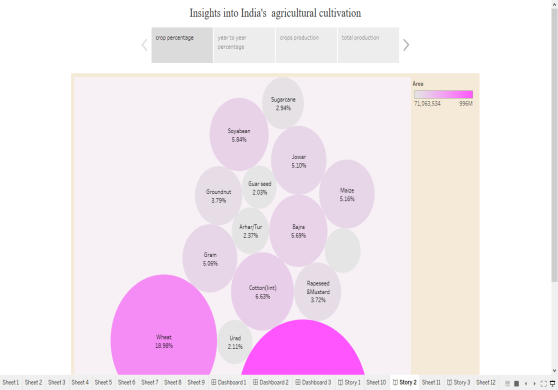 Insights into India's agricultural cultivation
crop percentage
year to year
percentage
crops production
total production
Area
71,063,534
996M
Sugarcane
2.94%
Soyabean
5.84%
Jowar
5.10%
Maize
5.16%
Guar seed
2.03%
Groundnut
3.79%
Arhar/Tur
2.37%
Bajra
6.69%
Gram
5.06%
Cotton(lint)
6.63%
Rapeseed
&Mustard
3.72%
Wheat
18.98%
Urad
2.11%
Sheet 1
Sheet 2
Sheet 3
Sheet 4
Sheet 5
Sheet 6
Sheet 7
Sheet 8
Sheet 9
Dashboard 1
Dashboard 2
Dashboard 3
Story 1
Sheet 10
Story 2
Sheet 11
Story 3
Sheet 12